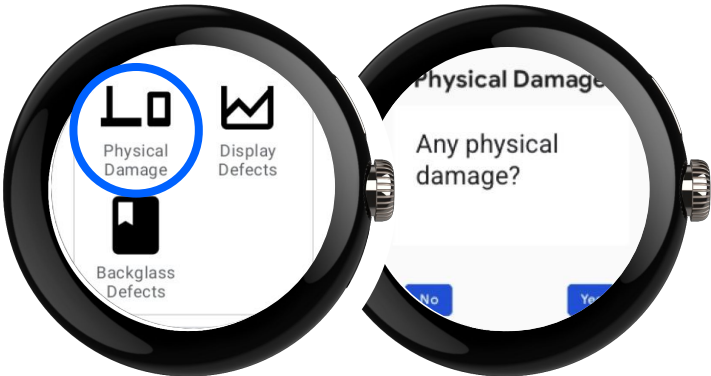 Physical
Damage
Display
Defects
Backglass
Defects
Physical Damage
Any physical
damage?
No